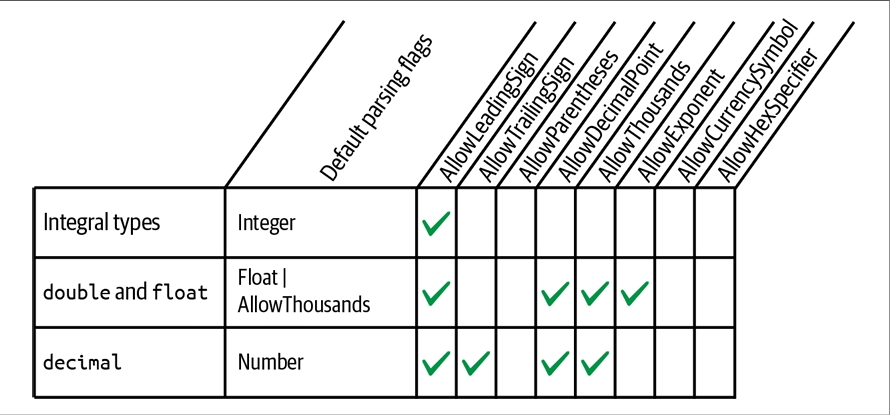 Default parsing flags
AllowLeadingSign
AllowTrailingSign
AllowParentheses
AllowDecimalPoint
AllowThousands
AllowExponent
AllowCurrencySymbol
AllowHexSpecifier
Integral types
Integer
double and float
Float |
AllowThousands
decimal
Number